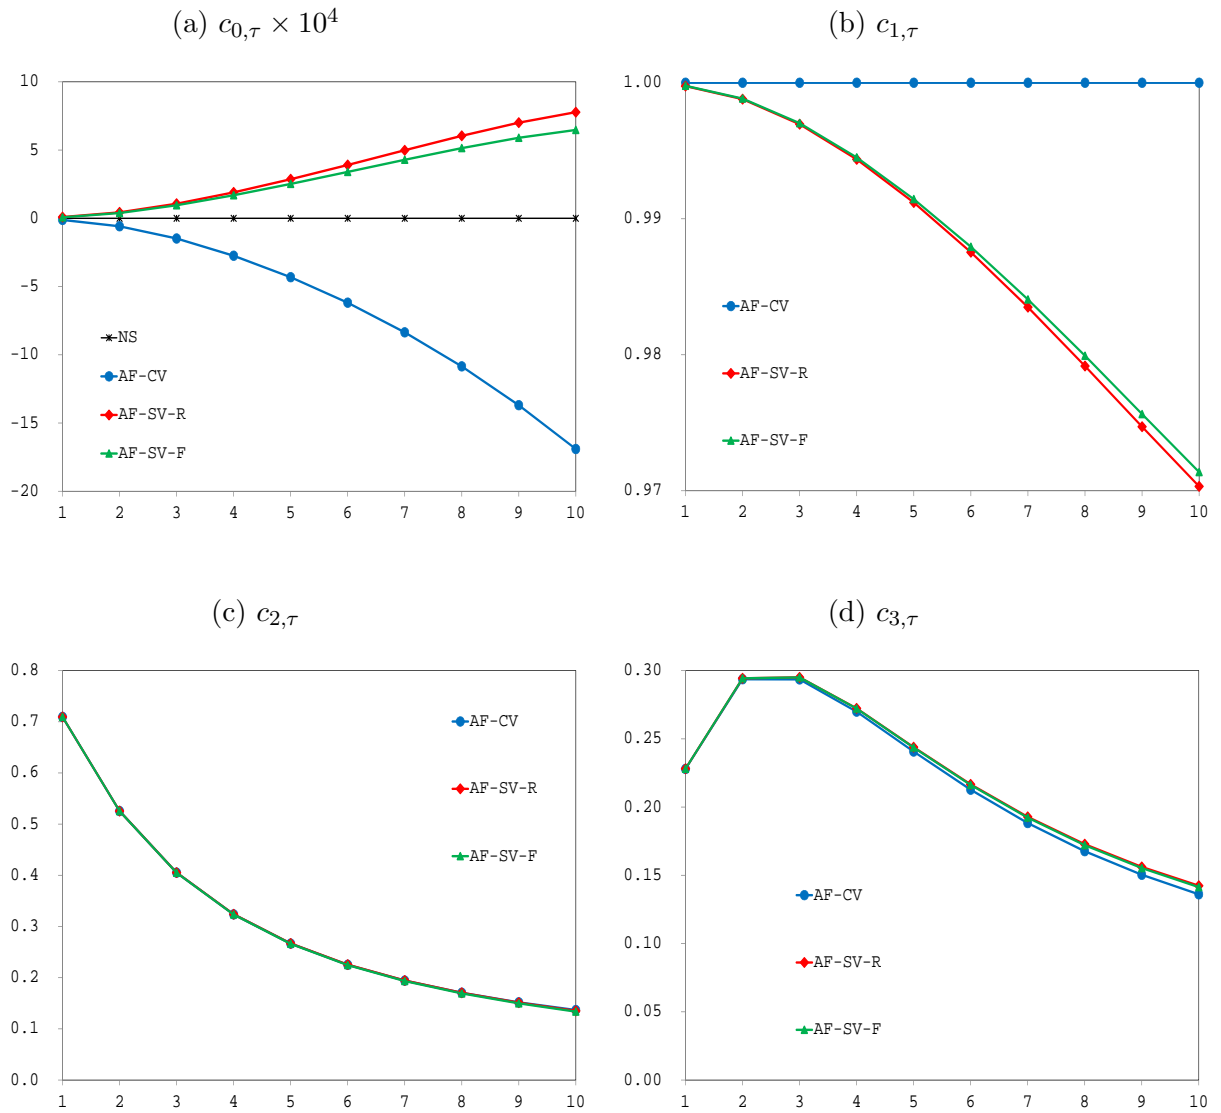 (a) c₀,τ × 10⁴
10
5
0
-5
-10
-15
-20
NS
AF-CV
AF-SV-R
AF-SV-F
1 2 3 4 5 6 7 8 9 10
(b) c₁,τ
1.00
0.99
0.98
0.97
AF-CV
AF-SV-R
AF-SV-F
1 2 3 4 5 6 7 8 9 10
(c) c₂,τ
0.8
0.7
0.6
0.5
0.4
0.3
0.2
0.1
0.0
AF-CV
AF-SV-R
AF-SV-F
1 2 3 4 5 6 7 8 9 10
(d) c₃,τ
0.30
0.25
0.20
0.15
0.10
0.05
0.00
AF-CV
AF-SV-R
AF-SV-F
1 2 3 4 5 6 7 8 9 10